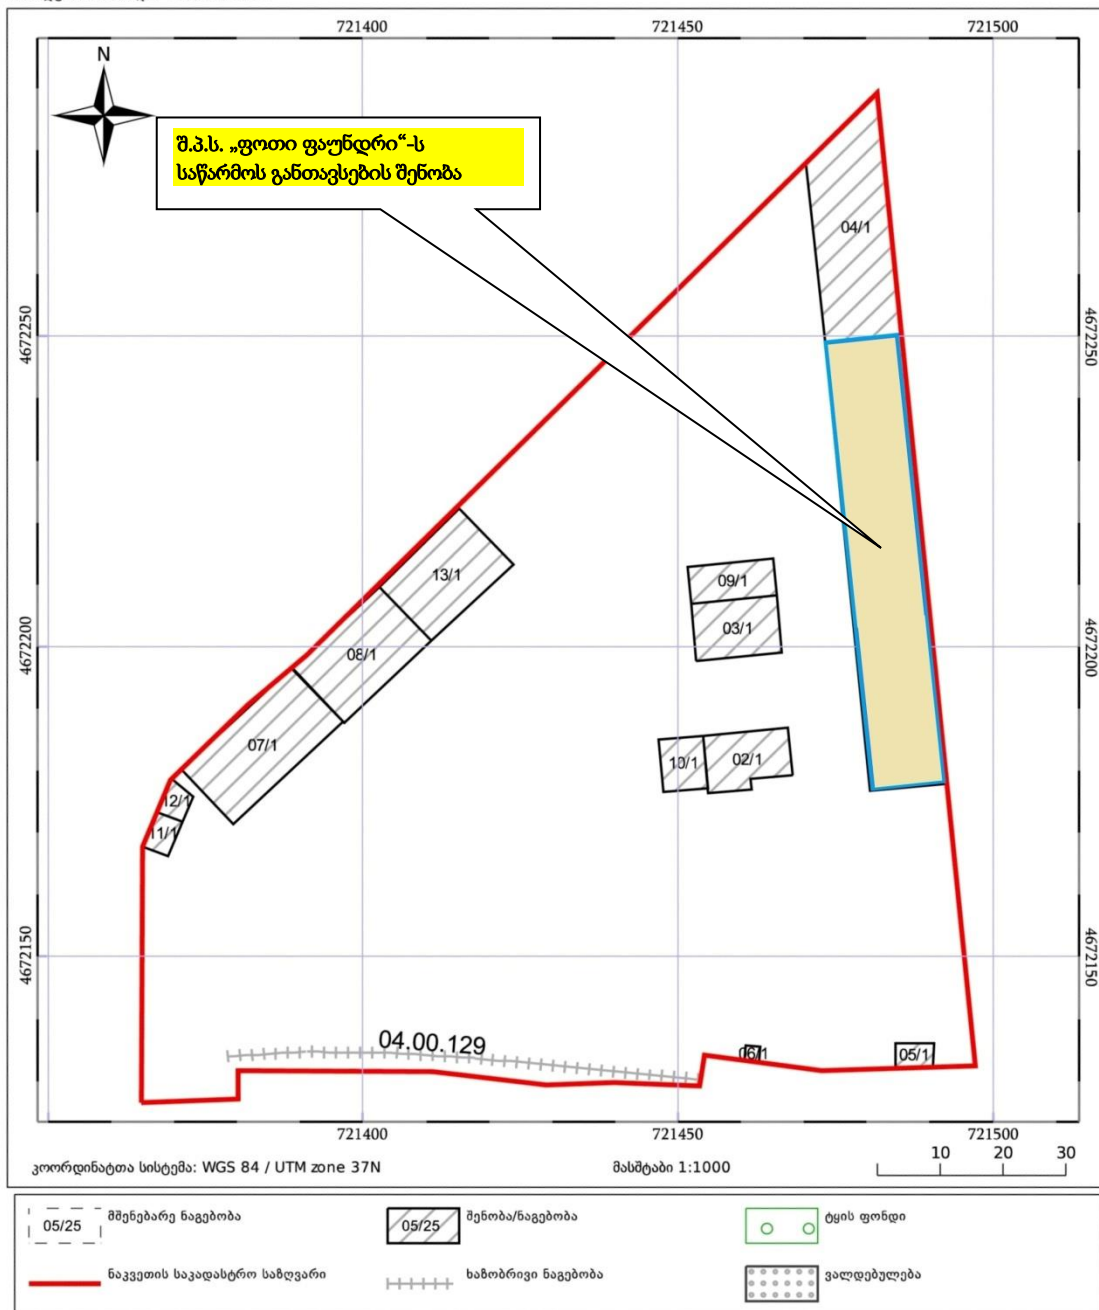 721400 721450 721500
N
შ.პ.ს. „ფოთი ფაუნდრი“-ს
საწარმოს განთავსების შენობა
04/1
4672250 4672250
13/1
09/1
03/1
08/1
4672200 4672200
07/1
10/1 02/1
12/1
11/1
4672150 4672150
04.00.129
06/1 05/1
721400 721450 721500
კოორდინატთა სისტემა: WGS 84 / UTM zone 37N მასშტაბი 1:1000 10 20 30
05/25 მშენებარე ნაგებობა 05/25 შენობა/ნაგებობა ტყის ფონდი
ნაკვეთის საკადასტრო საზღვარი ხაზობრივი ნაგებობა ვალდებულება